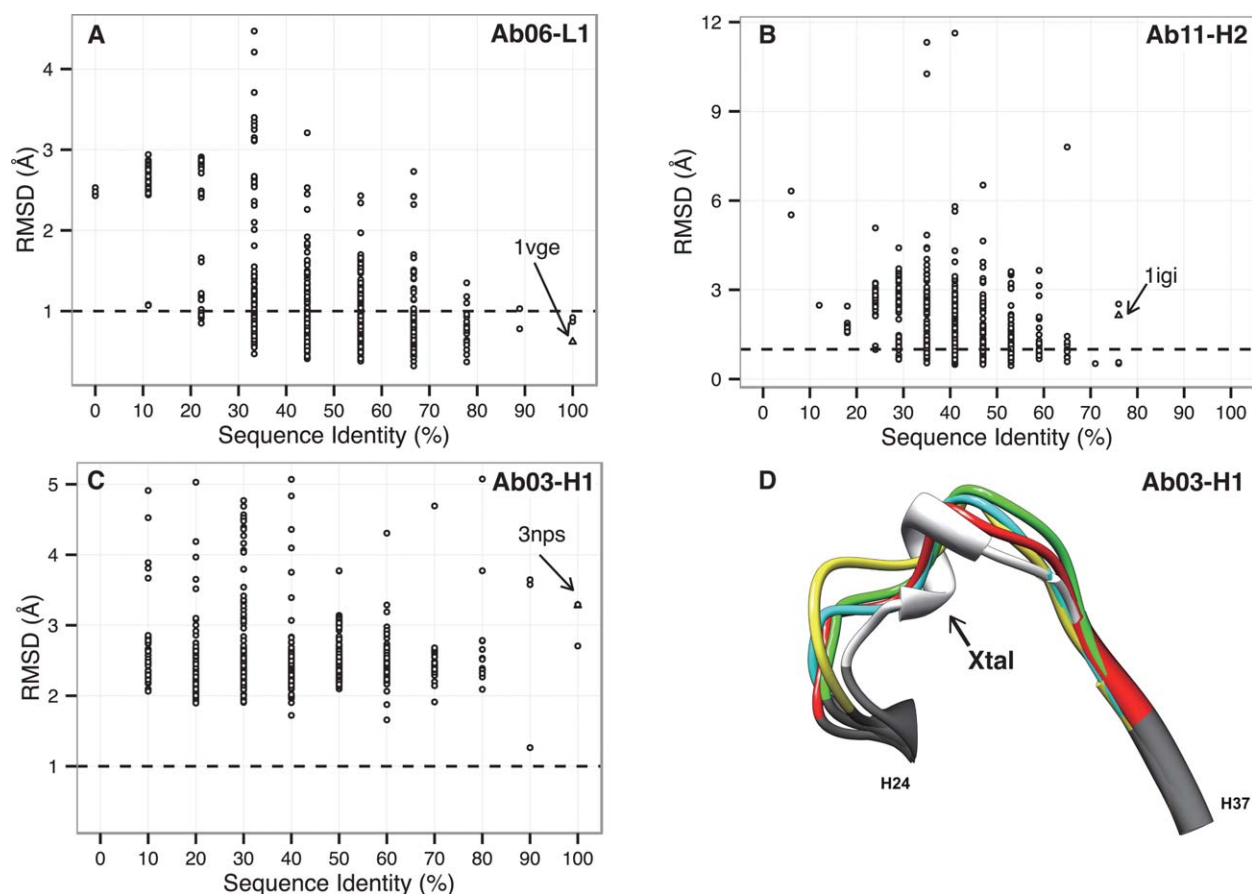 A
Ab06-L1
4
3
2
1
RMSD (Å)
1vge
0 10 20 30 40 50 60 70 80 90 100
Sequence Identity (%)
B
Ab11-H2
12
9
6
3
0
RMSD (Å)
1igi
0 10 20 30 40 50 60 70 80 90 100
Sequence Identity (%)
C
Ab03-H1
5
4
3
2
1
RMSD (Å)
3nps
0 10 20 30 40 50 60 70 80 90 100
Sequence Identity (%)
D
Ab03-H1
Xtal
H24
H37